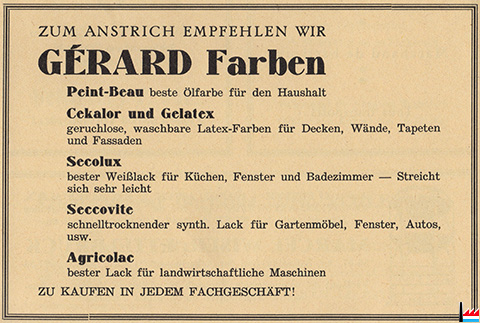 ZUM ANSTRICH EMPFEHLEN WIR
GÉRARD Farben
Peint-Beau beste Ölfarbe für den Haushalt
Cekalor und Gelatex
geruchlose, waschbare Latex-Farben für Decken, Wände, Tapeten
und Fassaden
Secolux
bester Weißlack für Küchen, Fenster und Badezimmer — Streicht
sich sehr leicht
Seccovite
schnelltrocknender synth. Lack für Gartenmöbel, Fenster, Autos,
usw.
Agricolac
bester Lack für landwirtschaftliche Maschinen
ZU KAUFEN IN JEDEM FACHGESCHÄFT!